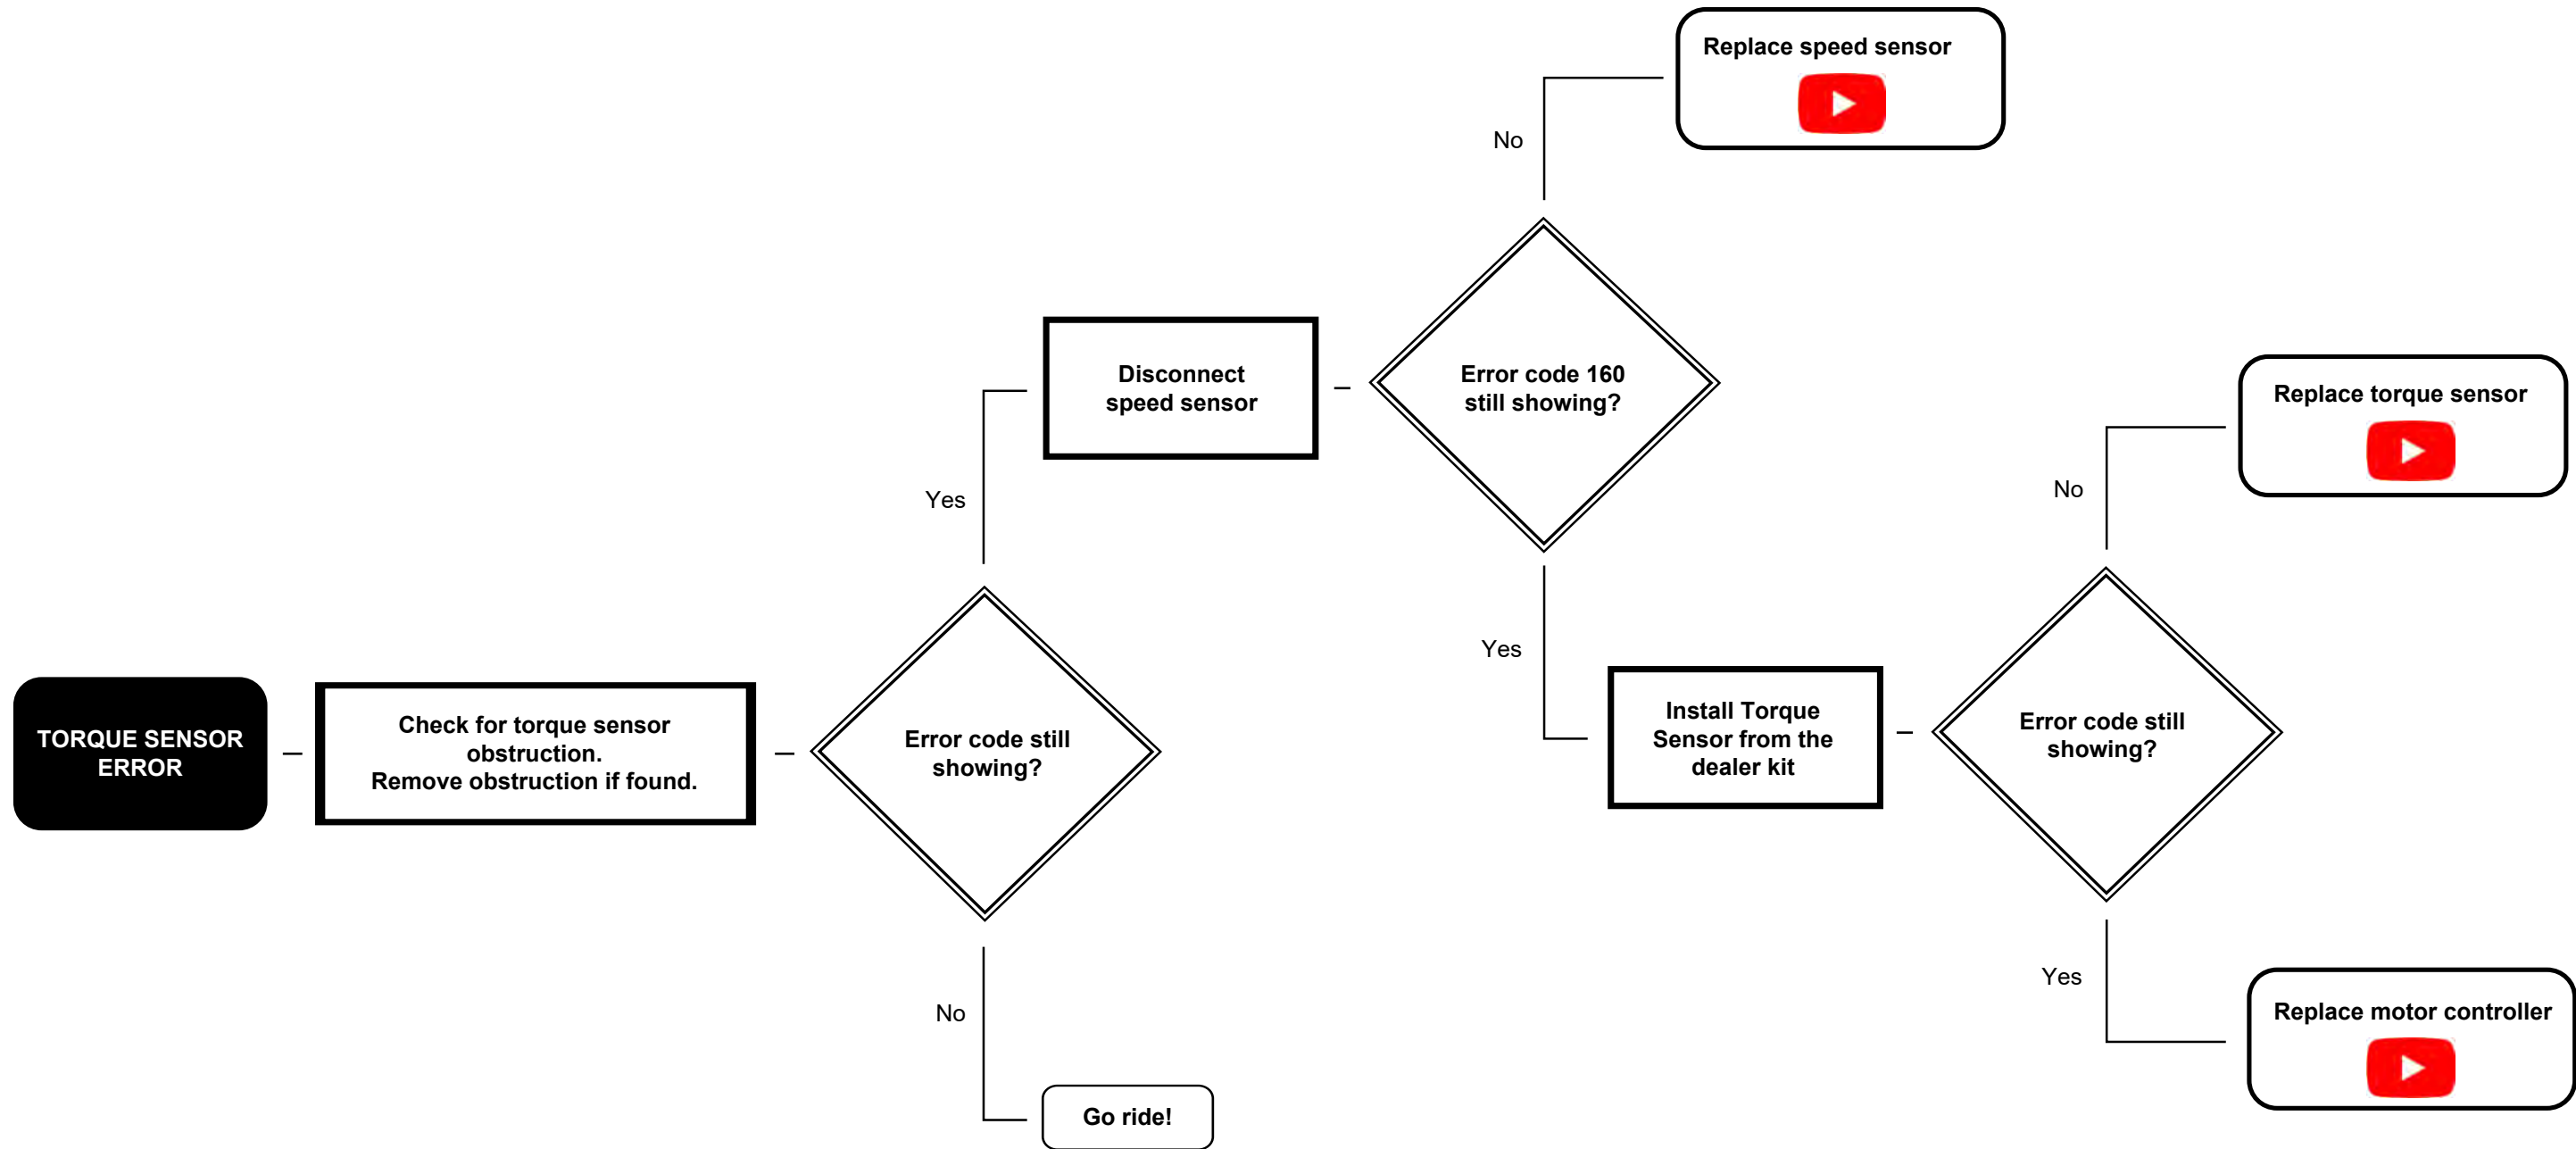 Replace speed sensor
No
Disconnect
speed sensor
Error code 160
still showing?
Replace torque sensor
Yes
No
Yes
TORQUE SENSOR
ERROR
Check for torque sensor
obstruction.
Remove obstruction if found.
Error code still
showing?
Install Torque
Sensor from the
dealer kit
Error code still
showing?
No
Yes
Replace motor controller
Go ride!